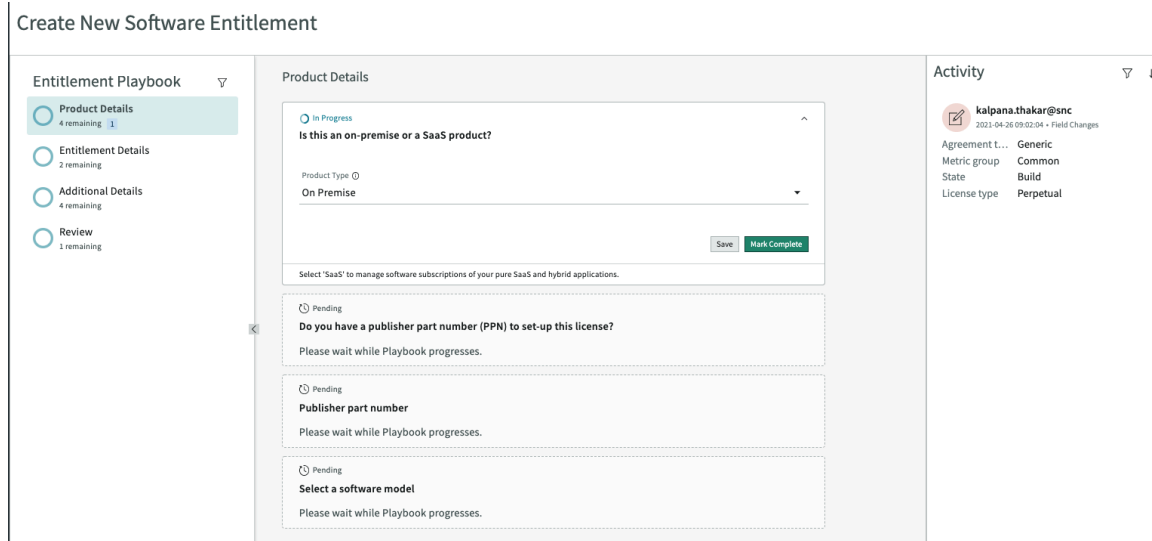 Create New Software Entitlement
Entitlement Playbook
Product Details
4 remaining 1
Entitlement Details
2 remaining
Additional Details
4 remaining
Review
1 remaining
Product Details
In Progress
Is this an on-premise or a SaaS product?
Product Type
On Premise
Save Mark Complete
Select 'SaaS' to manage software subscriptions of your pure SaaS and hybrid applications.
Pending
Do you have a publisher part number (PPN) to set-up this license?
Please wait while Playbook progresses.
Pending
Publisher part number
Please wait while Playbook progresses.
Pending
Select a software model
Please wait while Playbook progresses.
Activity
kalpana.thakar@snc
2021-04-26 09:02:04 • Field Changes
Agreement t... Generic
Metric group Common
State Build
License type Perpetual